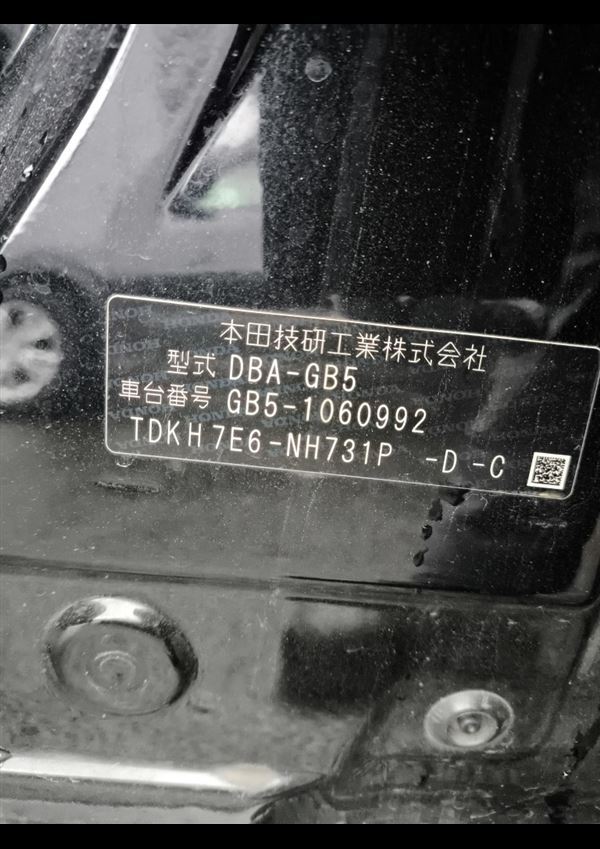 本田技研工業株式会社
型式 DBA-GB5
車台番号 GB5-1060992
TDKH7E6-NH731P -D-C